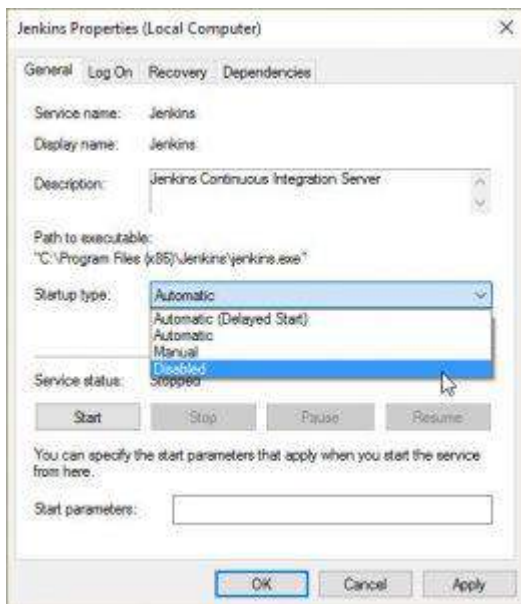 Jenkins Properties (Local Computer)
General Log On Recovery Dependencies
Service name: Jenkins
Display name: Jenkins
Description: Jenkins Continuous Integration Server
Path to executable:
"C:\Program Files (x86)\Jenkins\jenkins.exe"
Startup type: Automatic
Automatic (Delayed Start)
Automatic
Manual
Disabled
Service status: Stopped
Start Stop Pause Resume
You can specify the start parameters that apply when you start the service
from here.
Start parameters:
OK Cancel Apply